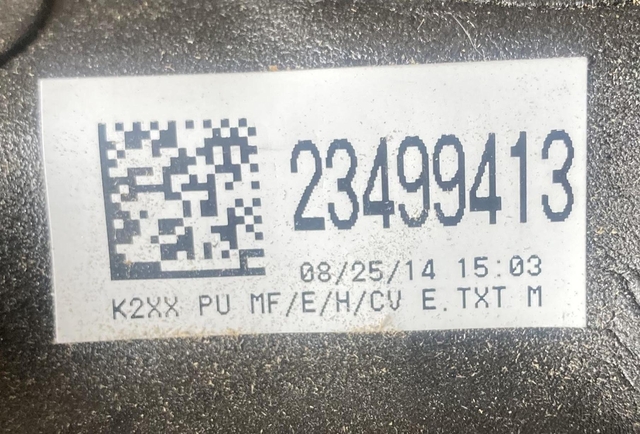 23499413
08/25/14 15:03
K2XX PU MF/E/H/CV E.TXT M